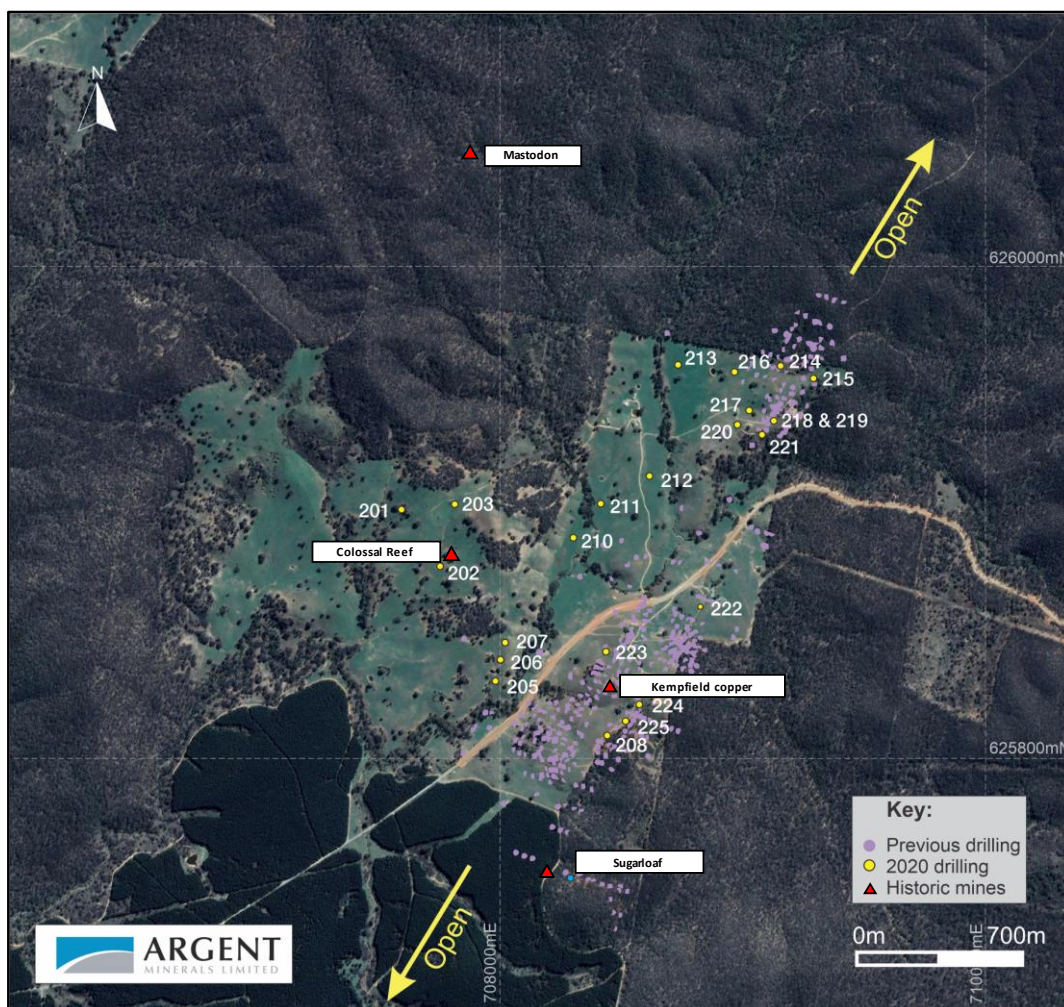 N
Mastodon
Open
626000mN
213
216
214
215
217
218 & 219
220
221
212
203
201
211
Colossal Reef
210
202
222
207
223
206
205
Kempfield copper
224
225
208
625800mN
Key:
Previous drilling
2020 drilling
Historic mines
Sugarloaf
Open
0m 700m
ARGENT
MINERALS LIMITED
708000mE